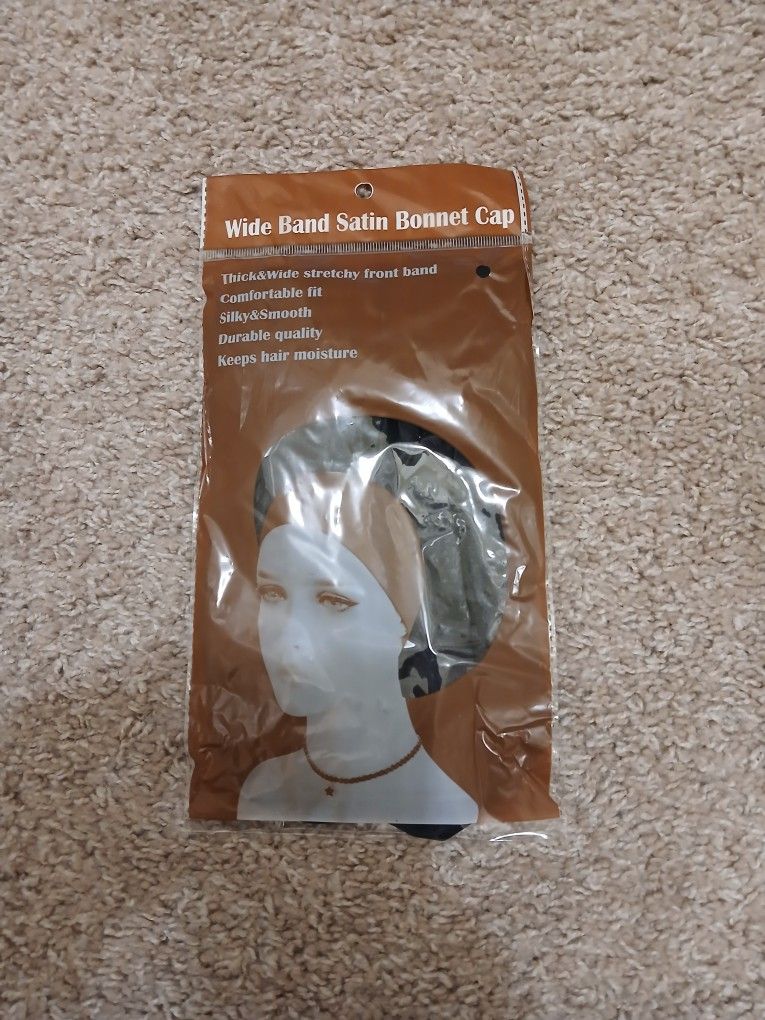 Wide Band Satin Bonnet Cap
Thick&Wide stretchy front band
Comfortable fit
Silky&Smooth
Durable quality
Keeps hair moisture